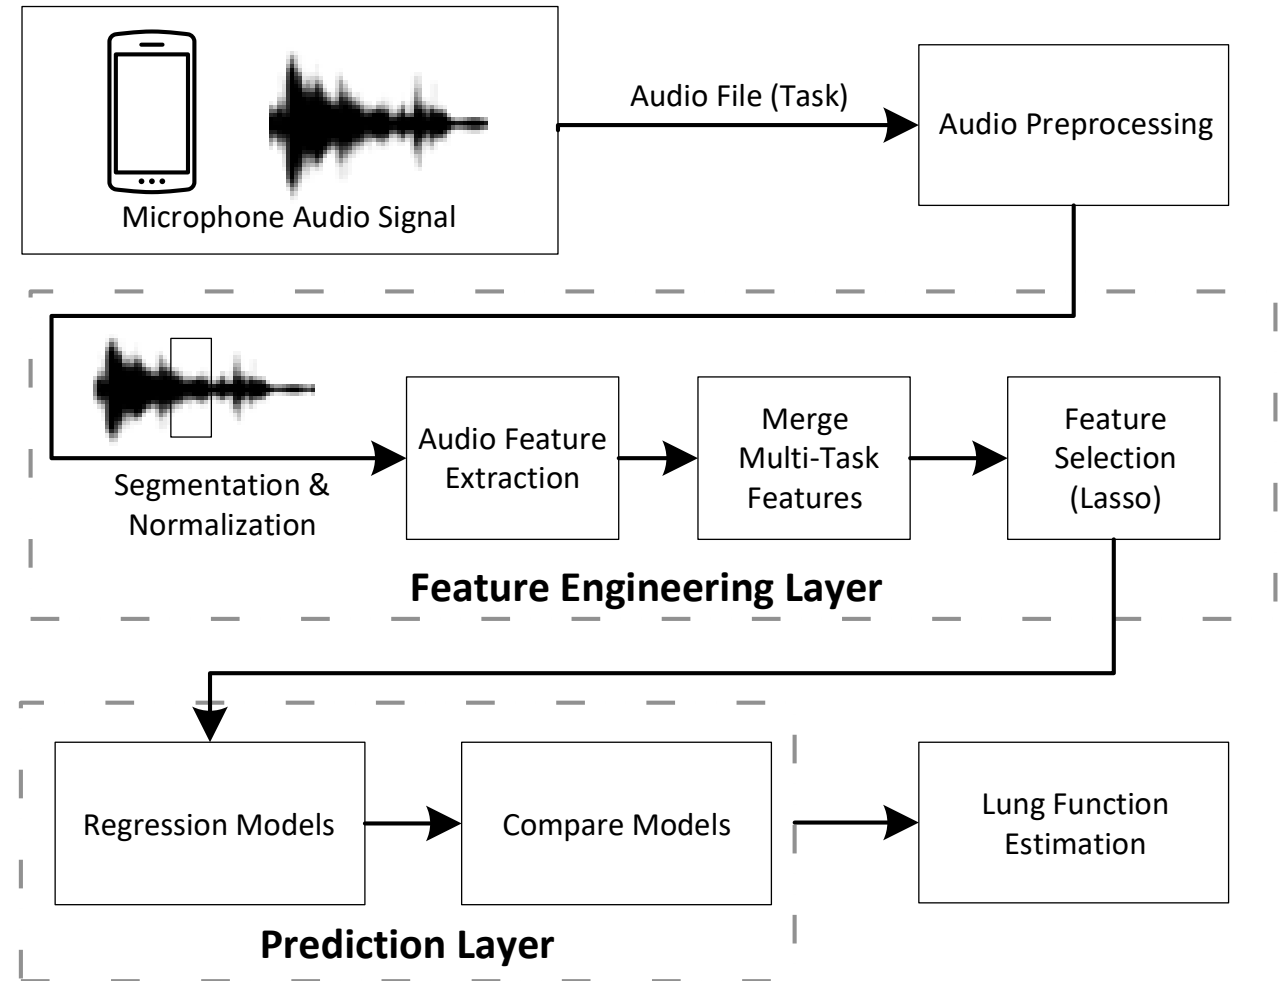 Audio File (Task)
Audio Preprocessing
Microphone Audio Signal
Segmentation &
Normalization
Audio Feature
Extraction
Merge
Multi-Task
Features
Feature
Selection
(Lasso)
Feature Engineering Layer
Regression Models
Compare Models
Lung Function
Estimation
Prediction Layer